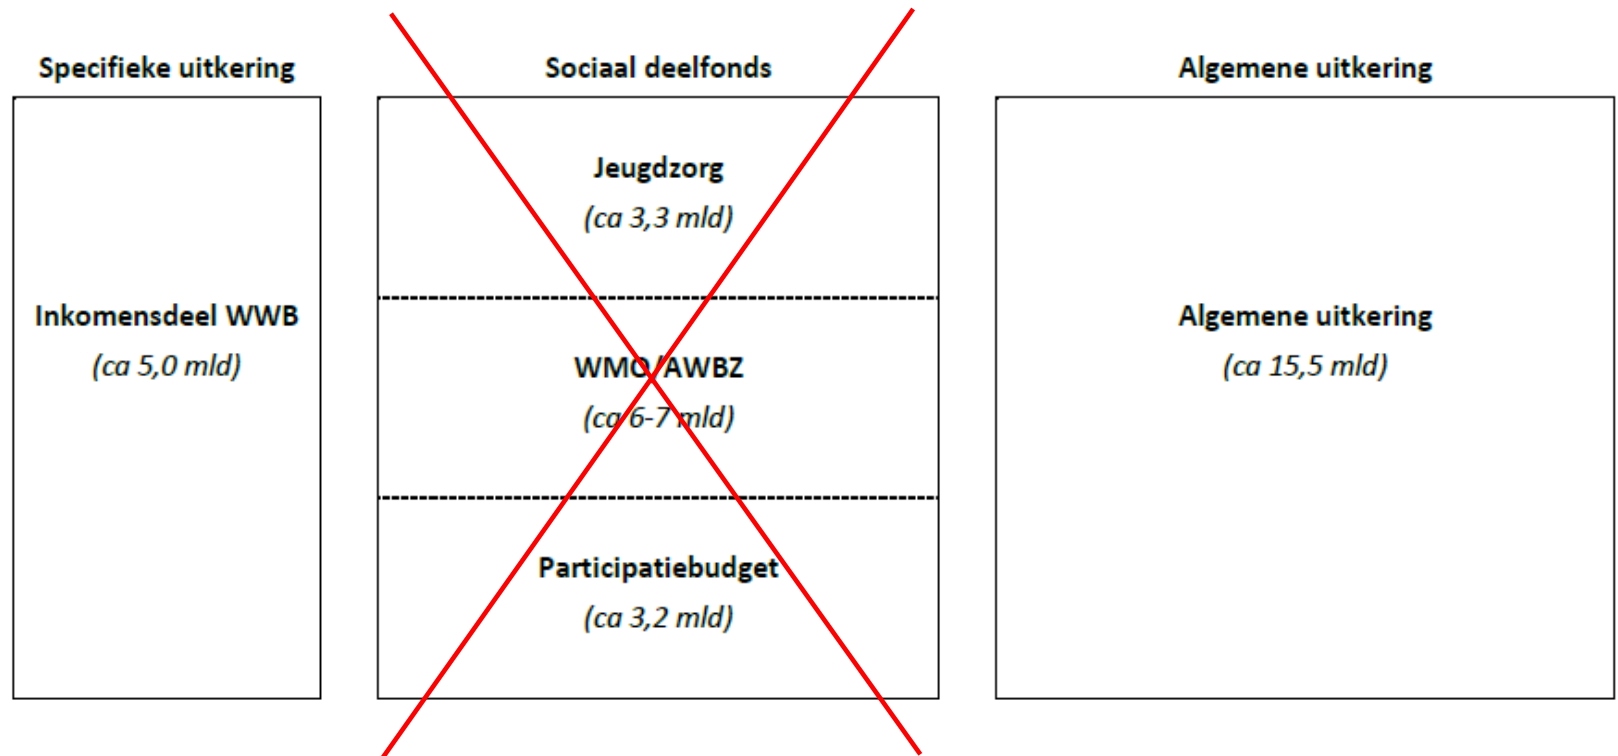 Specifieke uitkering
Inkomensdeel WWB
(ca 5,0 mld)
Sociaal deelfonds
Jeugdzorg
(ca 3,3 mld)
WMO/AWBZ
(ca 6-7 mld)
Participatiebudget
(ca 3,2 mld)
Algemene uitkering
Algemene uitkering
(ca 15,5 mld)